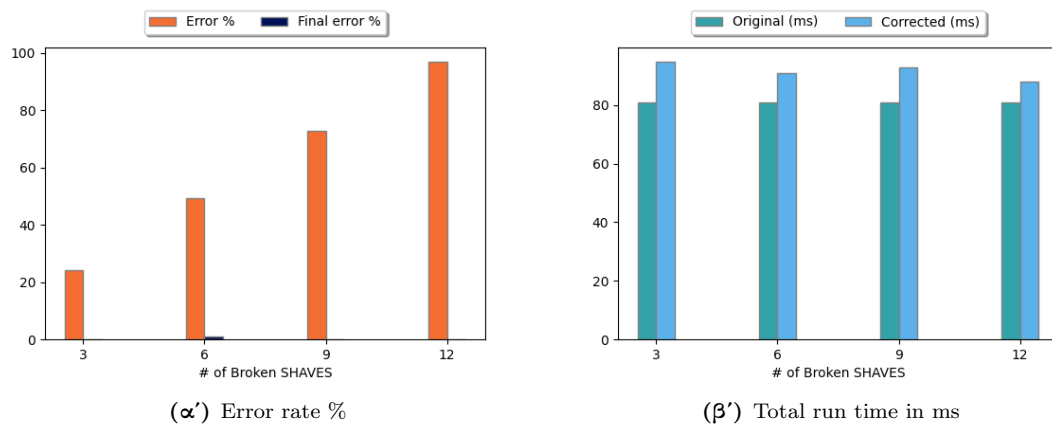 Error %
Final error %
100
80
60
40
20
0
3
6
9
12
# of Broken SHAVES
(α΄) Error rate %
Original (ms)
Corrected (ms)
80
60
40
20
0
3
6
9
12
# of Broken SHAVES
(β΄) Total run time in ms